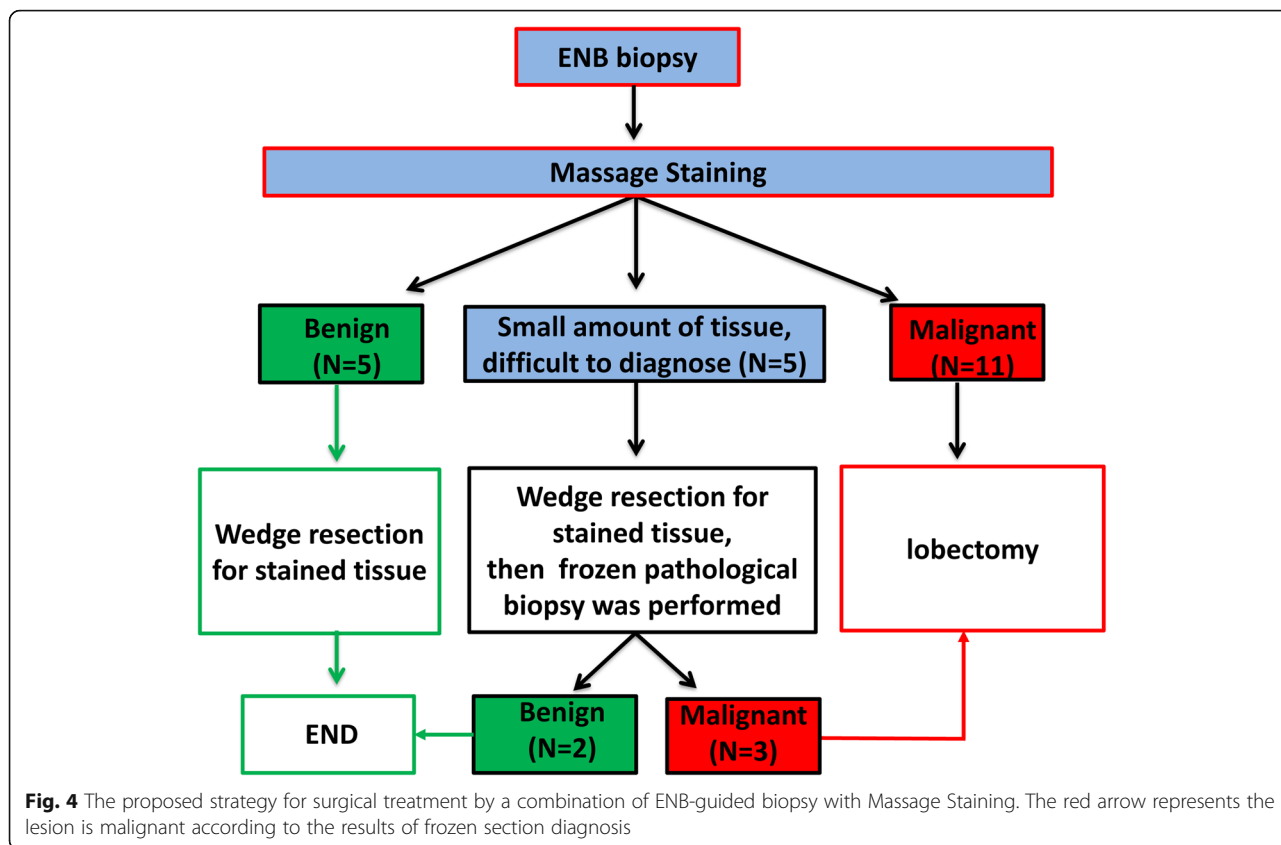 ENB biopsy
Massage Staining
Benign
(N=5)
Small amount of tissue,
difficult to diagnose (N=5)
Malignant
(N=11)
Wedge resection
for stained tissue
Wedge resection for
stained tissue,
then frozen pathological
biopsy was performed
lobectomy
END
Benign
(N=2)
Malignant
(N=3)
Fig. 4 The proposed strategy for surgical treatment by a combination of ENB-guided biopsy with Massage Staining. The red arrow represents the
lesion is malignant according to the results of frozen section diagnosis